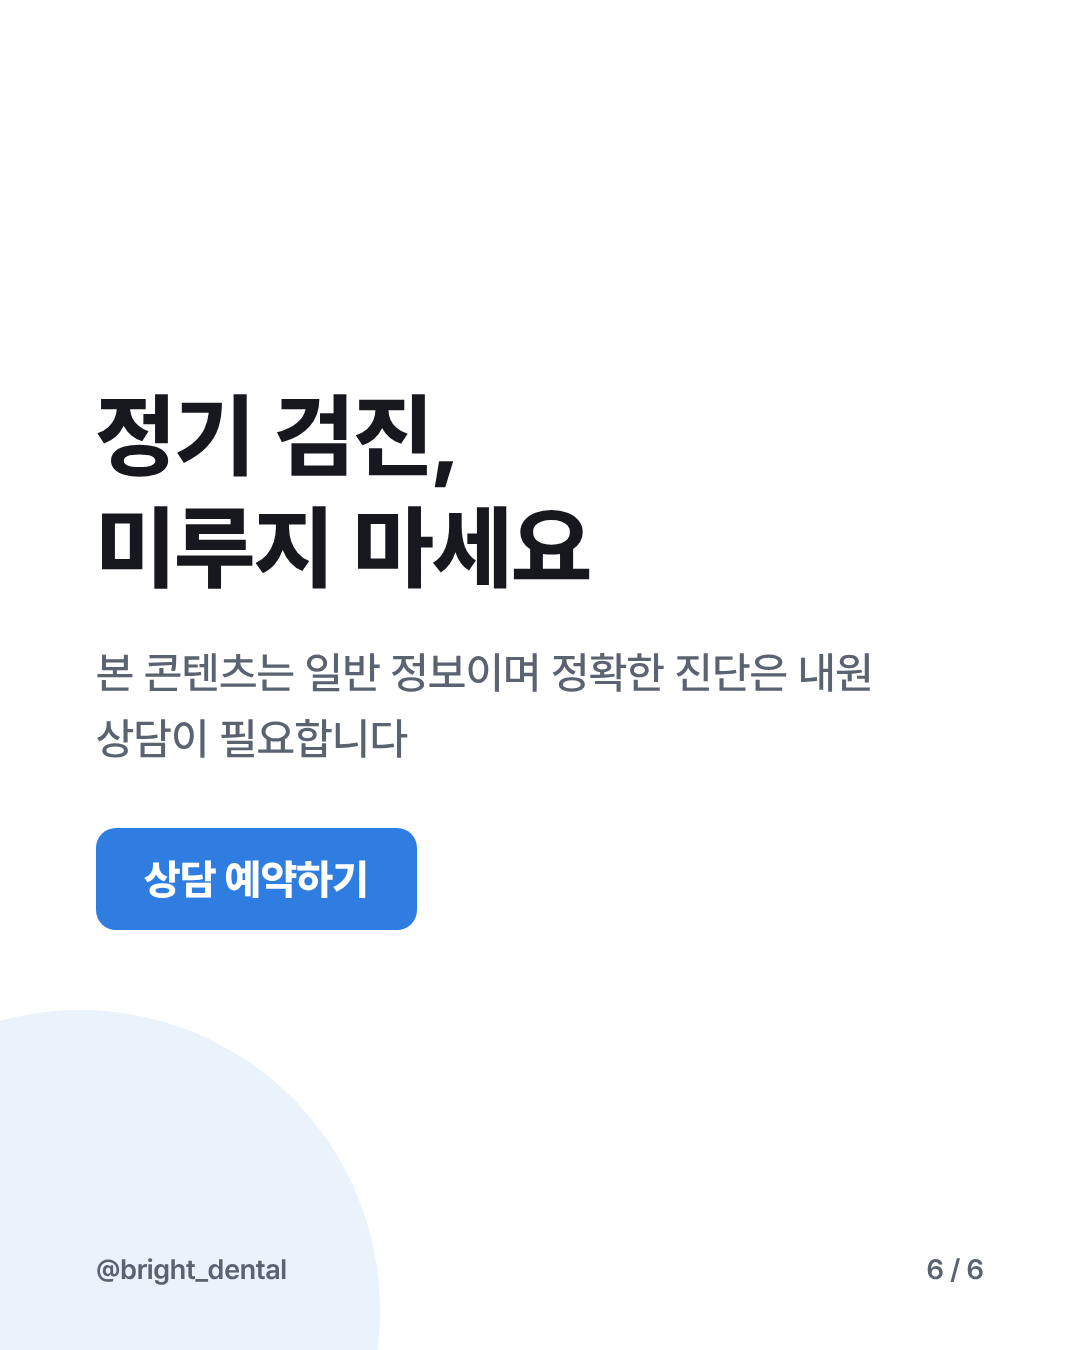 정기 검진,
미루지 마세요
본 콘텐츠는 일반 정보이며 정확한 진단은 내원
상담이 필요합니다
상담 예약하기
@bright_dental
6 / 6